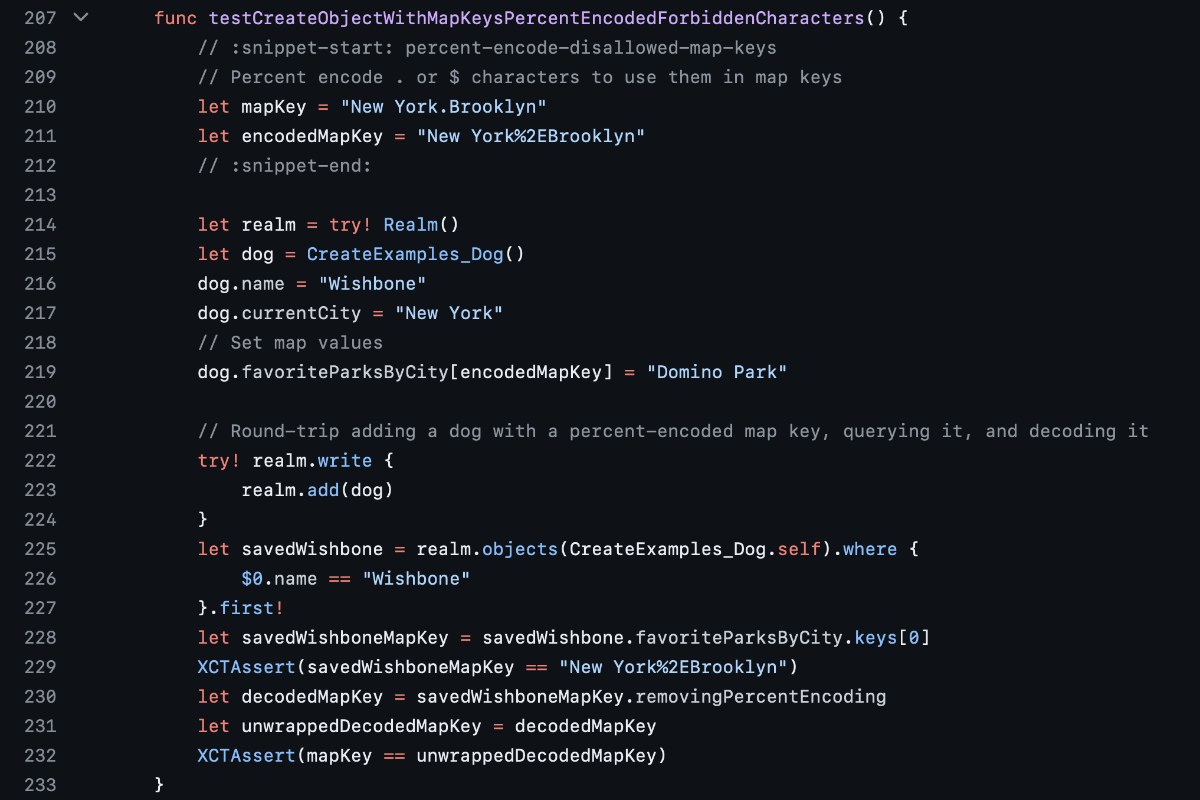 207 func testCreateObjectWithMapKeysPercentEncodedForbiddenCharacters() {
208 // :snippet-start: percent-encode-disallowed-map-keys
209 // Percent encode . or $ characters to use them in map keys
210 let mapKey = "New York.Brooklyn"
211 let encodedMapKey = "New York%2EBrooklyn"
212 // :snippet-end:
213
214 let realm = try! Realm()
215 let dog = CreateExamples_Dog()
216 dog.name = "Wishbone"
217 dog.currentCity = "New York"
218 // Set map values
219 dog.favoriteParksByCity[encodedMapKey] = "Domino Park"
220
221 // Round-trip adding a dog with a percent-encoded map key, querying it, and decoding it
222 try! realm.write {
223 realm.add(dog)
224 }
225 let savedWishbone = realm.objects(CreateExamples_Dog.self).where {
226 $0.name == "Wishbone"
227 }.first!
228 let savedWishboneMapKey = savedWishbone.favoriteParksByCity.keys[0]
229 XCTAssert(savedWishboneMapKey == "New York%2EBrooklyn")
230 let decodedMapKey = savedWishboneMapKey.removingPercentEncoding
231 let unwrappedDecodedMapKey = decodedMapKey
232 XCTAssert(mapKey == unwrappedDecodedMapKey)
233 }